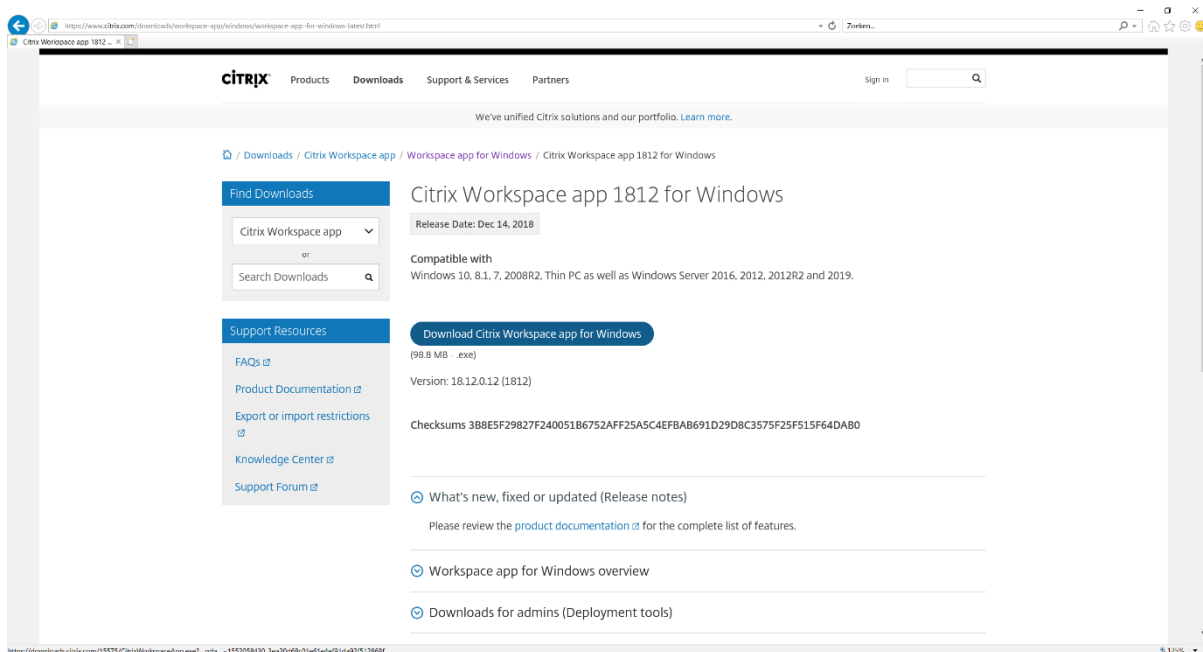 https://www.citrix.com/downloads/workspace-app/windows/workspace-app-for-windows-latest.html
Zoeken...
Citrix Workspace app 1812 ...
CİTRIX
Products Downloads Support & Services Partners
Sign In
We've unified Citrix solutions and our portfolio. Learn more.
/ Downloads / Citrix Workspace app / Workspace app for Windows / Citrix Workspace app 1812 for Windows
Find Downloads
Citrix Workspace app
or
Search Downloads
Support Resources
FAQs
Product Documentation
Export or import restrictions
Knowledge Center
Support Forum
Citrix Workspace app 1812 for Windows
Release Date: Dec 14, 2018
Compatible with
Windows 10, 8.1, 7, 2008R2, Thin PC as well as Windows Server 2016, 2012, 2012R2 and 2019.
Download Citrix Workspace app for Windows
(98.8 MB - .exe)
Version: 18.12.0.12 (1812)
Checksums 3B8E5F29827F240051B6752AFF25A5C4EFBAB691D29D8C3575F25F515F64DAB0
What's new, fixed or updated (Release notes)
Please review the product documentation for the complete list of features.
Workspace app for Windows overview
Downloads for admins (Deployment tools)
125%